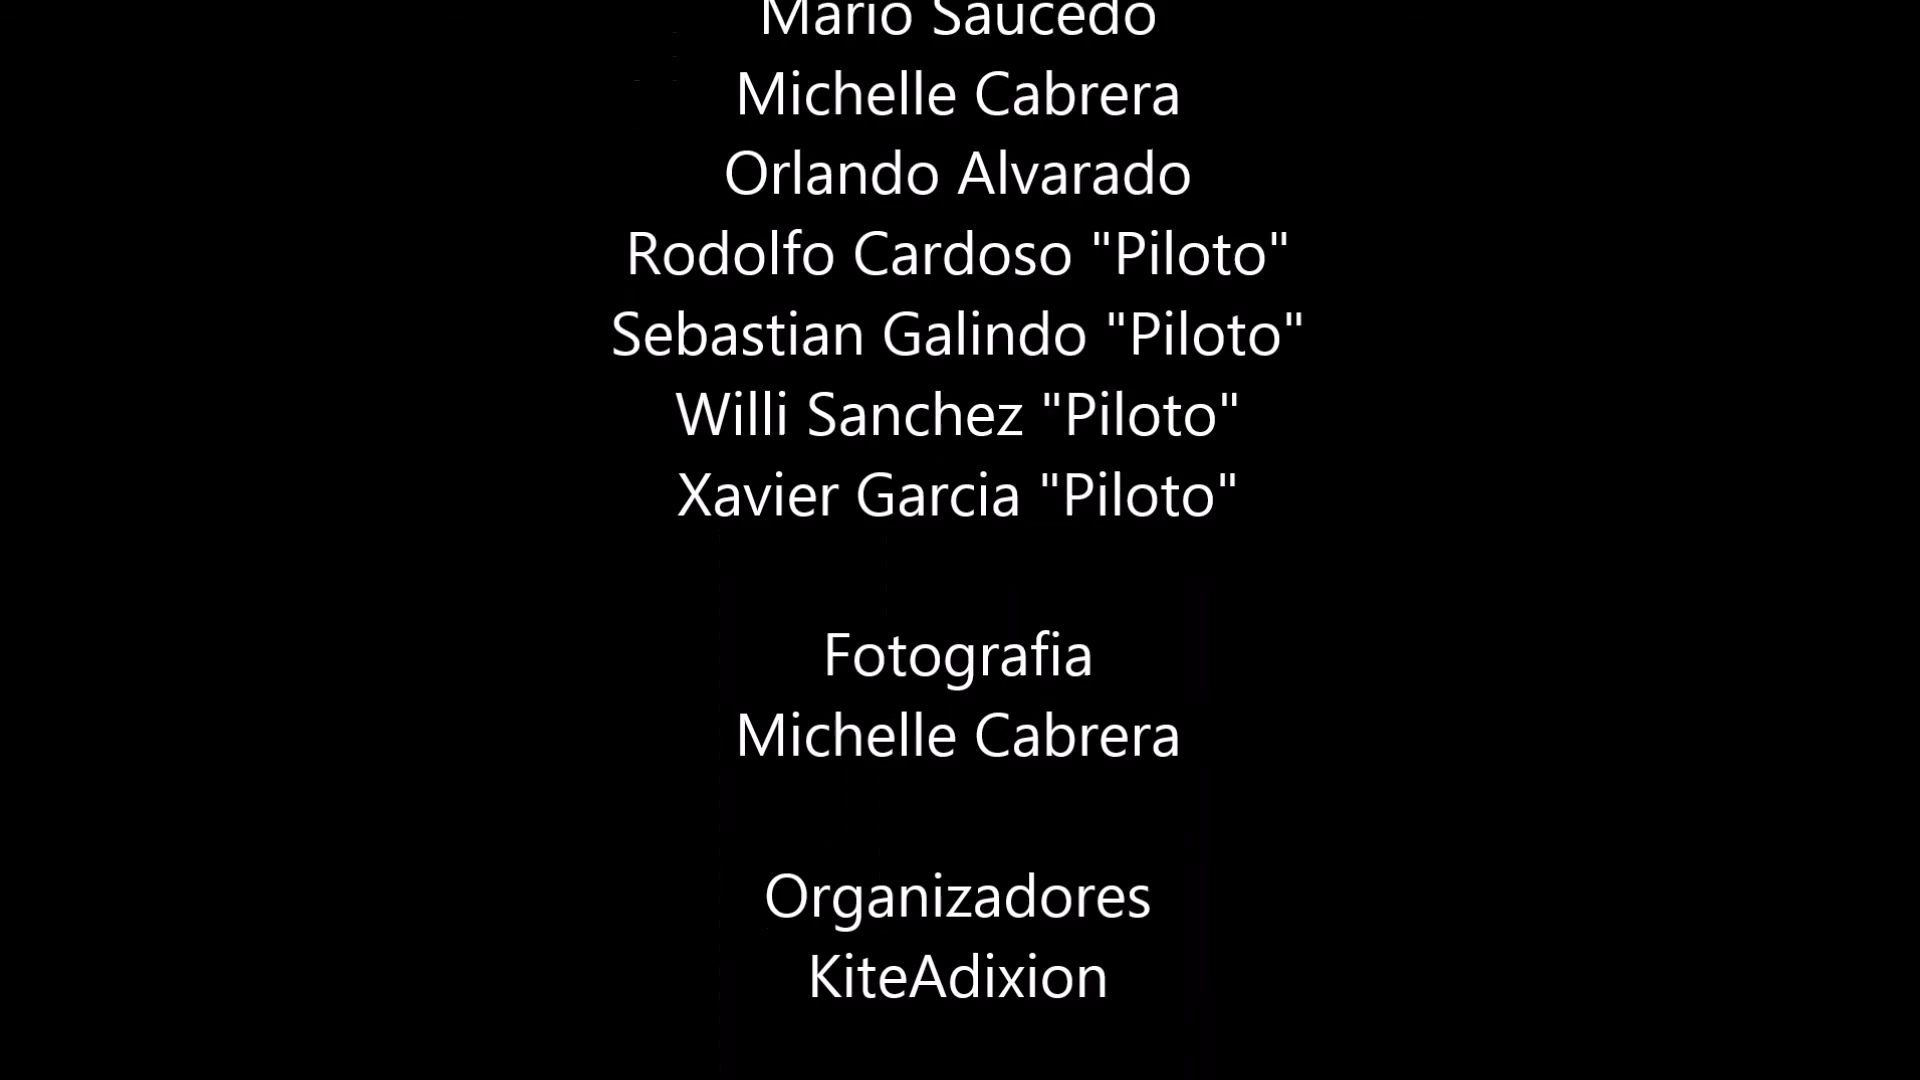 Mario Saucedo
Michelle Cabrera
Orlando Alvarado
Rodolfo Cardoso "Piloto"
Sebastian Galindo "Piloto"
Willi Sanchez "Piloto"
Xavier Garcia "Piloto"
Fotografia
Michelle Cabrera
Organizadores
KiteAdixion